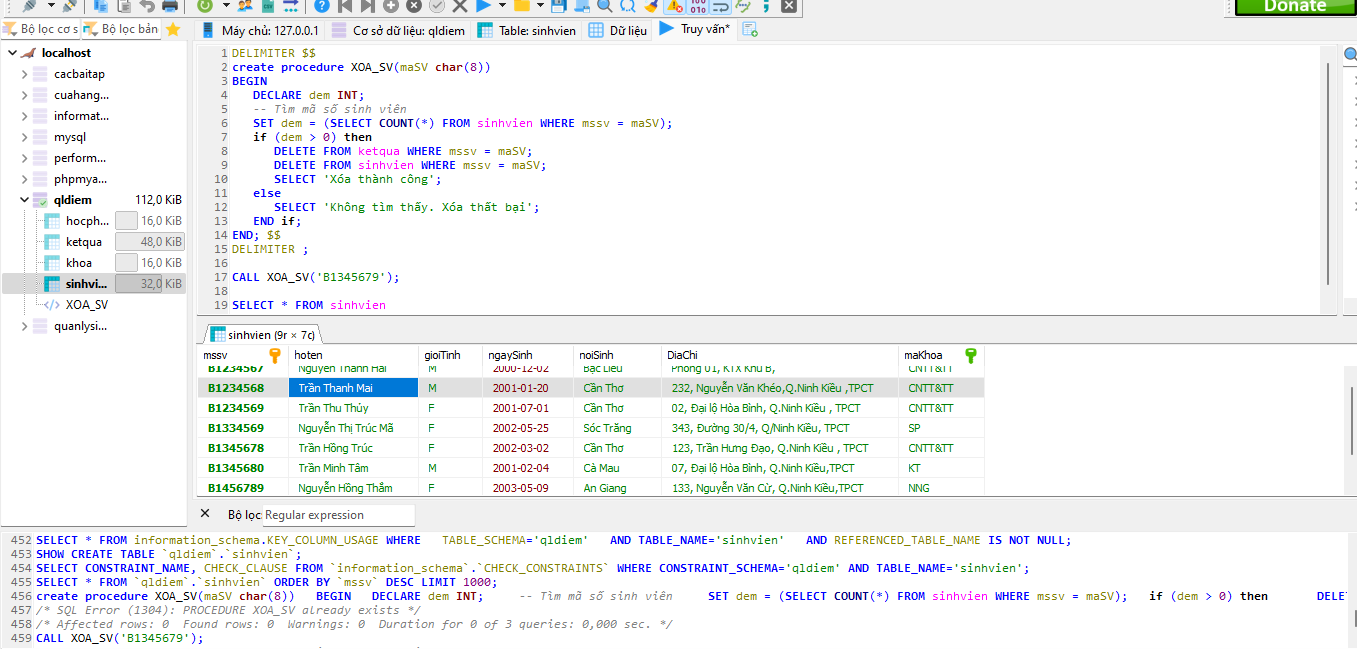 Donate
Bộ lọc cơ s
Bộ lọc bản
Máy chủ: 127.0.0.1
Cơ sở dữ liệu: qldiem
Table: sinhvien
Dữ liệu
Truy vấn*
localhost
cacbaitap
cuahang...
informat...
mysql
perform...
phpmya...
qldiem 112,0 KiB
hocph... 16,0 KiB
ketqua 48,0 KiB
khoa 16,0 KiB
sinhvi... 32,0 KiB
XOA_SV
quanlysi...
1 DELIMITER $$
2 create procedure XOA_SV(maSV char(8))
3 BEGIN
4 DECLARE dem INT;
5 -- Tìm mã số sinh viên
6 SET dem = (SELECT COUNT(*) FROM sinhvien WHERE mssv = maSV);
7 if (dem > 0) then
8 DELETE FROM ketqua WHERE mssv = maSV;
9 DELETE FROM sinhvien WHERE mssv = maSV;
10 SELECT 'Xóa thành công';
11 else
12 SELECT 'Không tìm thấy. Xóa thất bại';
13 END if;
14 END; $$
15 DELIMITER ;
16
17 CALL XOA_SV('B1345679');
18
19 SELECT * FROM sinhvien
sinhvien (9r × 7c)
mssv hoten gioiTinh ngaySinh noiSinh DiaChi maKhoa
B1234567 Nguyễn Thanh Hải M 2000-12-02 Bạc Liêu Phòng 01, KTX Khu B, CNTT&TT
B1234568 Trần Thanh Mai M 2001-01-20 Cần Thơ 232, Nguyễn Văn Khéo,Q.Ninh Kiều ,TPCT CNTT&TT
B1234569 Trần Thu Thủy F 2001-07-01 Cần Thơ 02, Đại lộ Hòa Bình, Q.Ninh Kiều , TPCT CNTT&TT
B1334569 Nguyễn Thị Trúc Mã F 2002-05-25 Sóc Trăng 343, Đường 30/4, Q/Ninh Kiều, TPCT SP
B1345678 Trần Hồng Trúc F 2002-03-02 Cần Thơ 123, Trần Hưng Đạo, Q.Ninh Kiều , TPCT CNTT&TT
B1345680 Trần Minh Tâm M 2001-02-04 Cà Mau 07, Đại lộ Hòa Bình, Q.Ninh Kiều,TPCT KT
B1456789 Nguyễn Hồng Thắm F 2003-05-09 An Giang 133, Nguyễn Văn Cừ, Q.Ninh Kiều,TPCT NNG
Bộ lọc Regular expression
452 SELECT * FROM information_schema.KEY_COLUMN_USAGE WHERE TABLE_SCHEMA='qldiem' AND TABLE_NAME='sinhvien' AND REFERENCED_TABLE_NAME IS NOT NULL;
453 SHOW CREATE TABLE `qldiem`.`sinhvien`;
454 SELECT CONSTRAINT_NAME, CHECK_CLAUSE FROM `information_schema`.`CHECK_CONSTRAINTS` WHERE CONSTRAINT_SCHEMA='qldiem' AND TABLE_NAME='sinhvien';
455 SELECT * FROM `qldiem`.`sinhvien` ORDER BY `mssv` DESC LIMIT 1000;
456 create procedure XOA_SV(maSV char(8)) BEGIN DECLARE dem INT; -- Tìm mã số sinh viên SET dem = (SELECT COUNT(*) FROM sinhvien WHERE mssv = maSV); if (dem > 0) then DELE
457 /* SQL Error (1304): PROCEDURE XOA_SV already exists */
458 /* Affected rows: 0 Found rows: 0 Warnings: 0 Duration for 0 of 3 queries: 0,000 sec. */
459 CALL XOA_SV('B1345679');